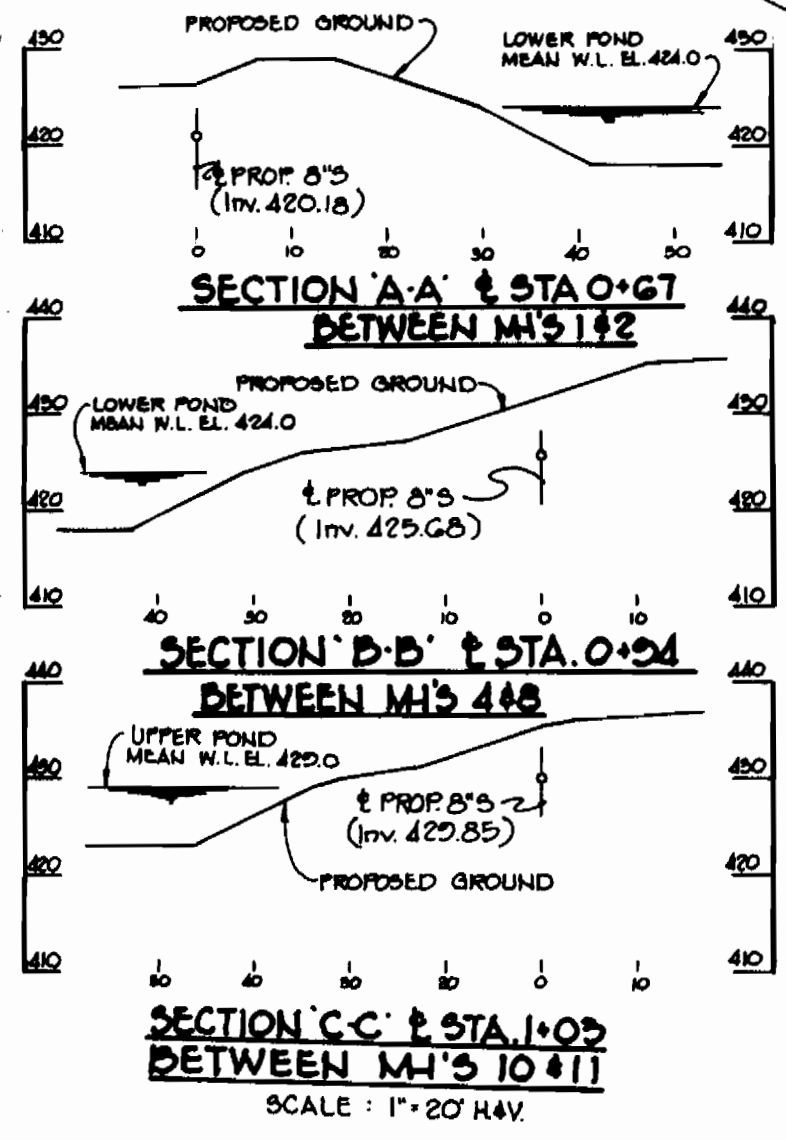 PROPOSED GROUND
LOWER POND
MEAN W.L. EL. 424.0
430
430
420
420
℄ PROP. 8"S
(Inv. 420.18)
410
410
0 10 20 30 40 50
SECTION 'A-A' ℄ STA 0+67
BETWEEN MH'S 1 & 2
440
440
PROPOSED GROUND
430
LOWER POND
MEAN W.L. EL. 424.0
430
420
420
℄ PROP. 8"S
(Inv. 425.68)
410
410
40 30 20 10 0 10
SECTION 'B-B' ℄ STA. 0+94
BETWEEN MH'S 4 & 8
440
440
UPPER POND
MEAN W.L. EL. 429.0
430
430
℄ PROP. 8"S
(Inv. 429.85)
420
420
PROPOSED GROUND
410
410
40 20 0 10
SECTION 'C-C' ℄ STA. 1+03
BETWEEN MH'S 10 & 11
SCALE : 1" = 20' H&V.